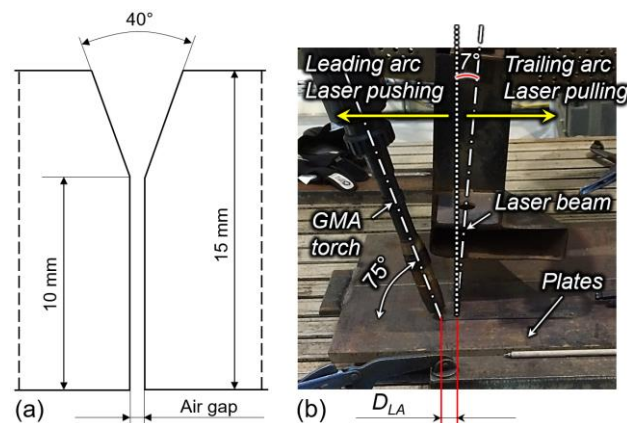 40°
10 mm
15 mm
Air gap
(a)
Leading arc
Laser pushing
7°
Trailing arc
Laser pulling
GMA
torch
Laser beam
75°
Plates
(b)
D_LA